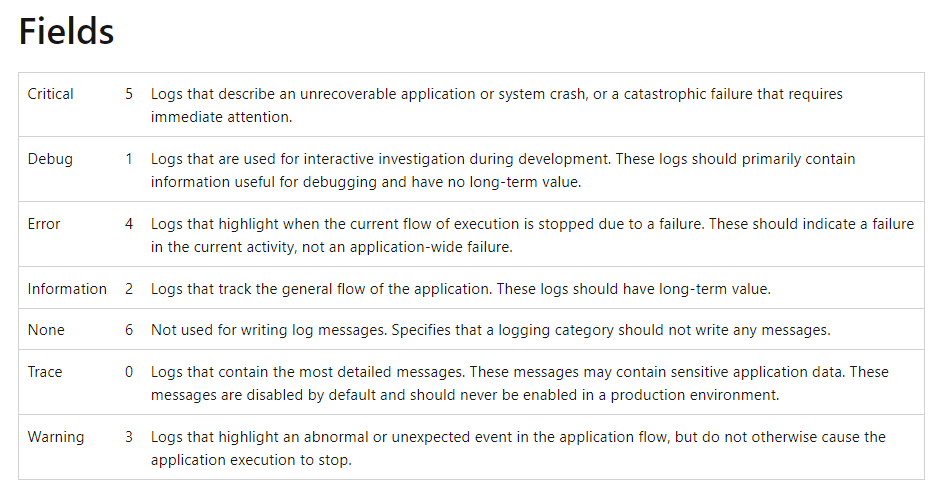 Fields
Critical 5 Logs that describe an unrecoverable application or system crash, or a catastrophic failure that requires
immediate attention.
Debug 1 Logs that are used for interactive investigation during development. These logs should primarily contain
information useful for debugging and have no long-term value.
Error 4 Logs that highlight when the current flow of execution is stopped due to a failure. These should indicate a failure
in the current activity, not an application-wide failure.
Information 2 Logs that track the general flow of the application. These logs should have long-term value.
None 6 Not used for writing log messages. Specifies that a logging category should not write any messages.
Trace 0 Logs that contain the most detailed messages. These messages may contain sensitive application data. These
messages are disabled by default and should never be enabled in a production environment.
Warning 3 Logs that highlight an abnormal or unexpected event in the application flow, but do not otherwise cause the
application execution to stop.